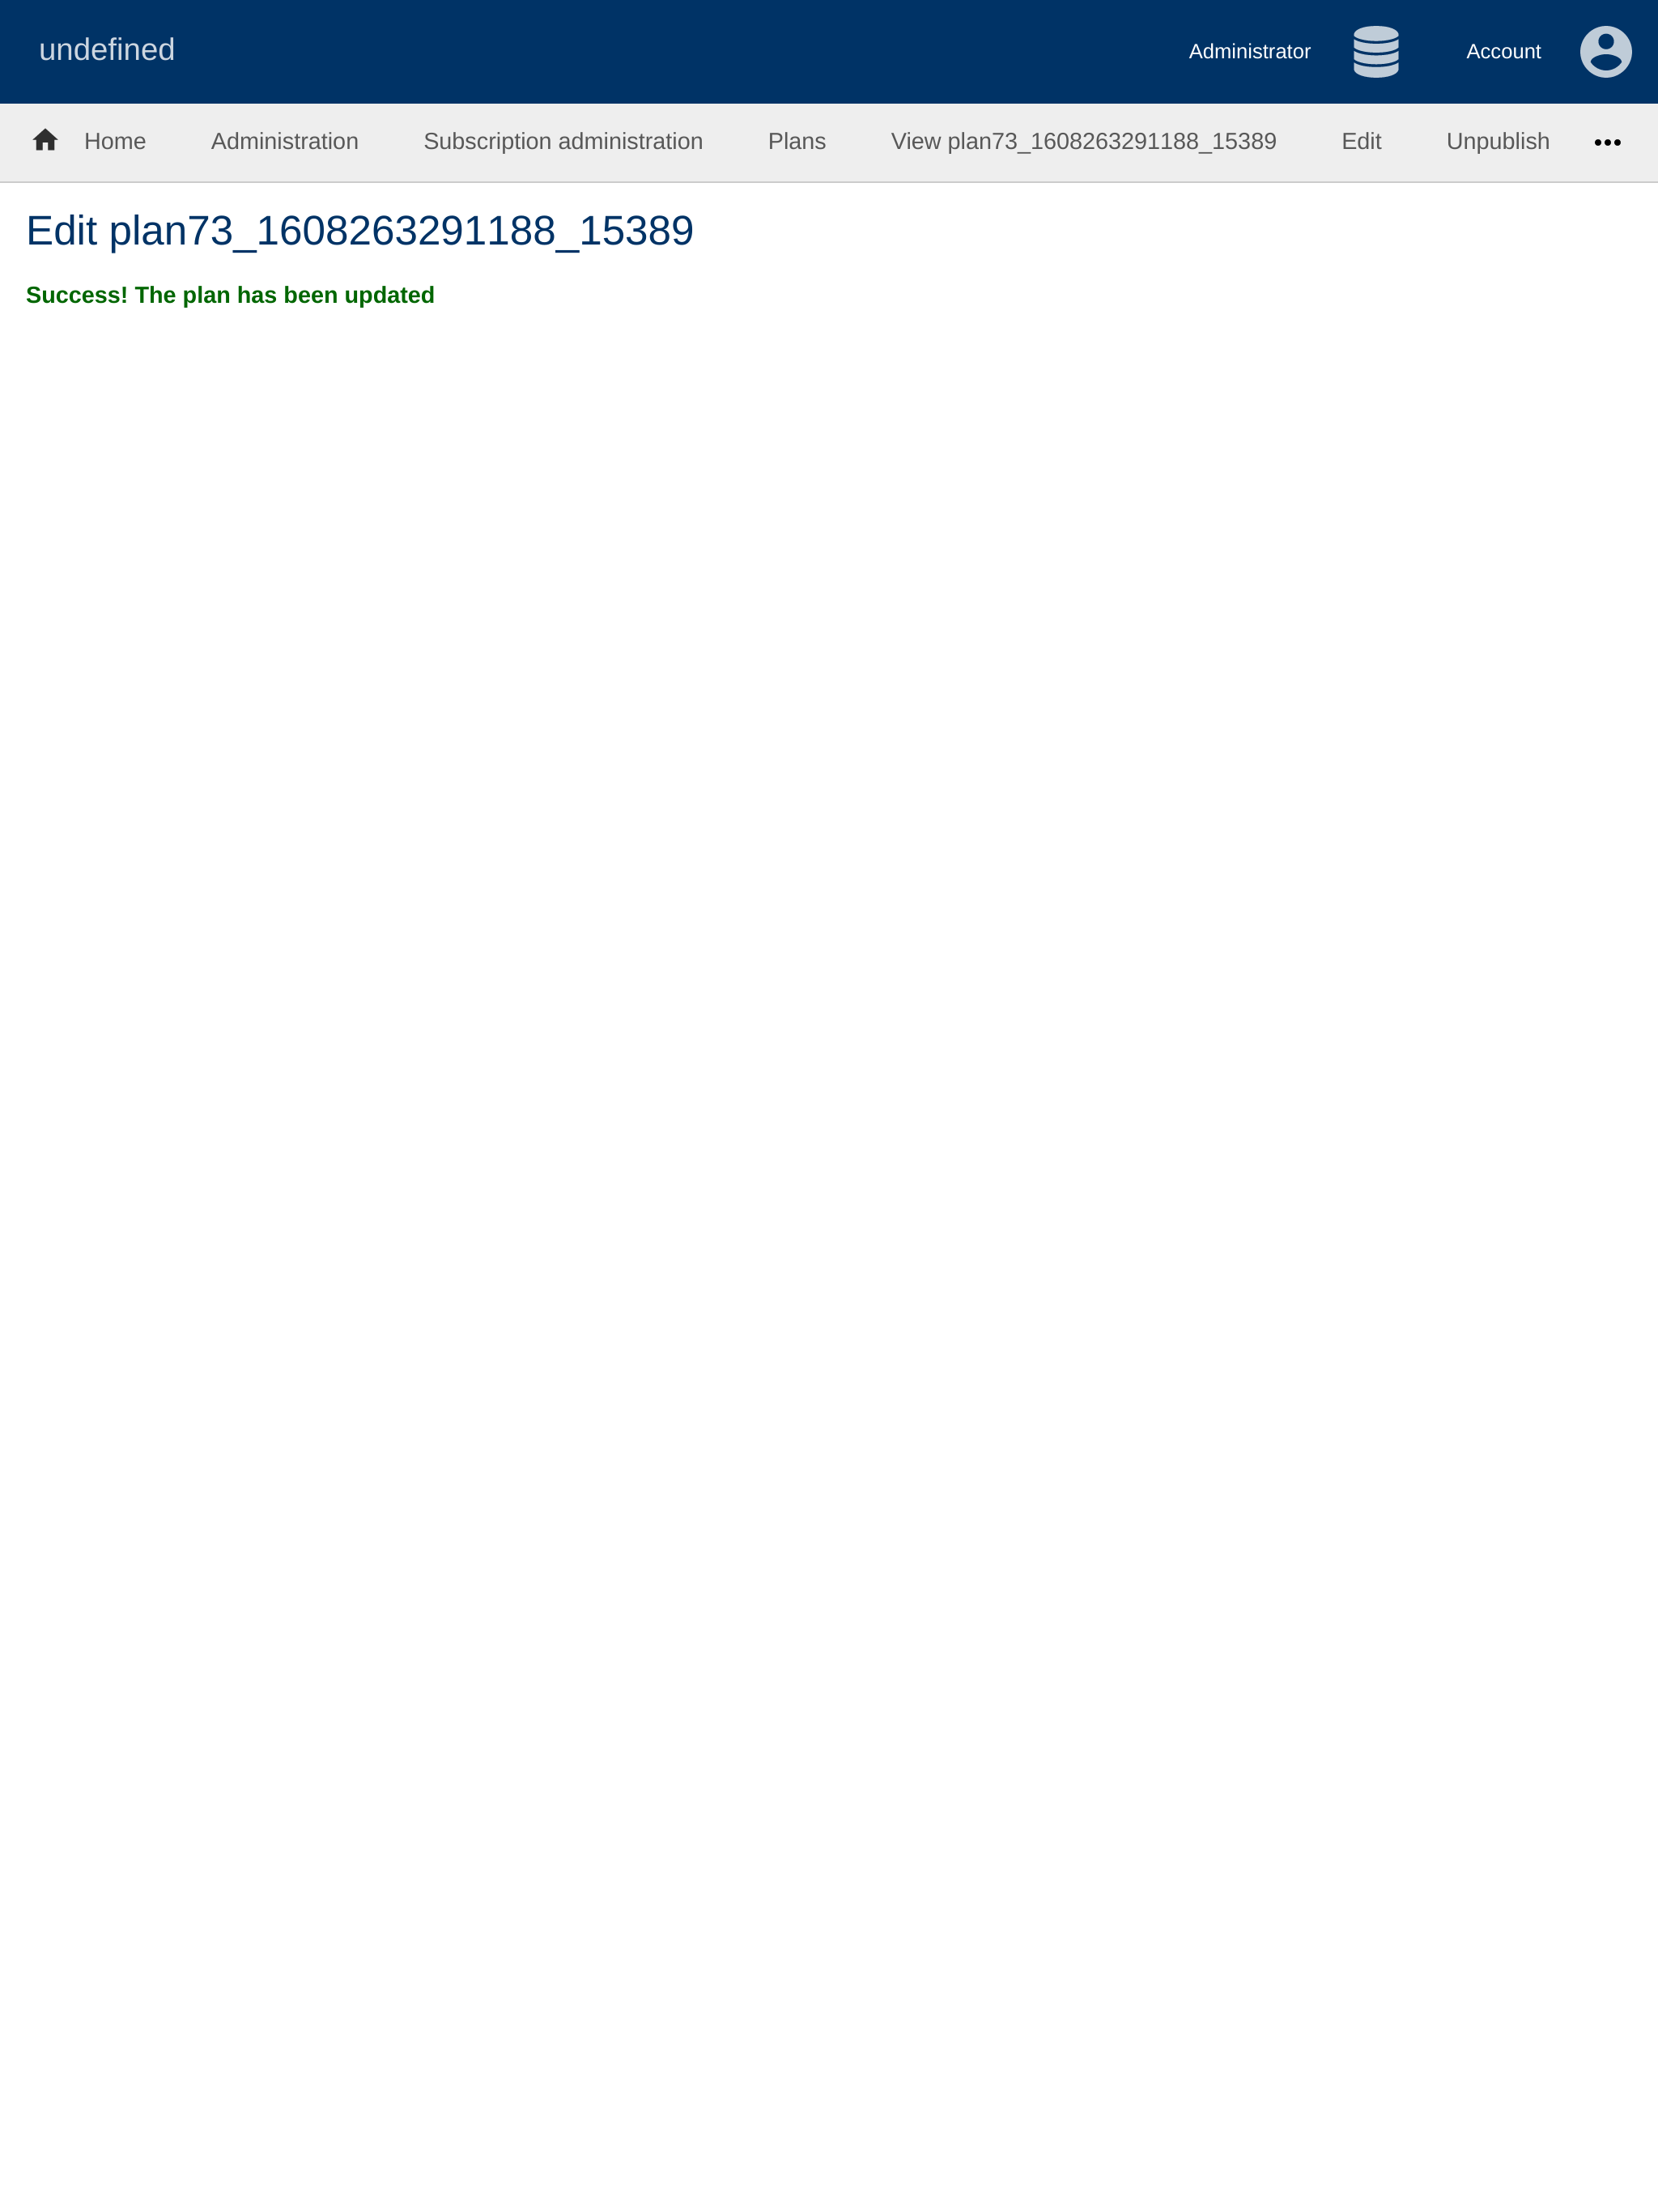 undefined
Administrator Account
Home Administration Subscription administration Plans View plan73_1608263291188_15389 Edit Unpublish
Edit plan73_1608263291188_15389
Success! The plan has been updated